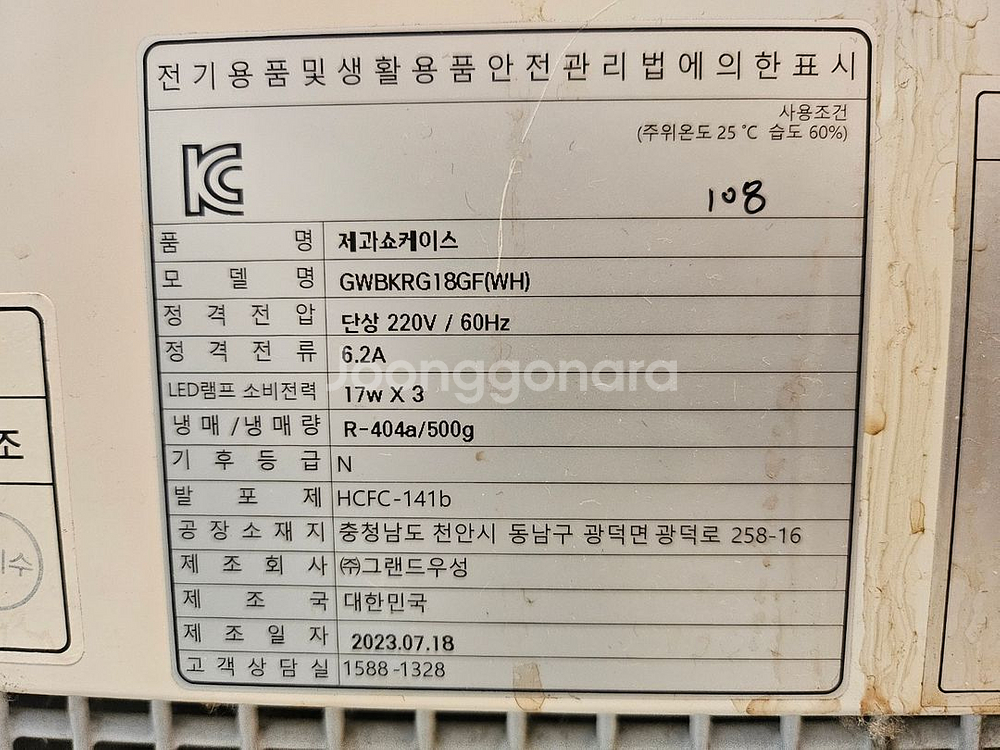 전기용품및생활용품안전관리법에의한표시
사용조건
(주위온도 25 ℃ 습도 60%)
KC
108
품명 제과쇼케이스
모델명 GWBKRG18GF(WH)
정격전압 단상 220V / 60Hz
정격전류 6.2A
Joonggonara
LED램프 소비전력 17w X 3
냉매/냉매량 R-404a/500g
기후등급 N
발포제 HCFC-141b
공장소재지 충청남도 천안시 동남구 광덕면 광덕로 258-16
제조회사 ㈜그랜드우성
제조국 대한민국
제조일자 2023.07.18
고객상담실 1588-1328
조
수